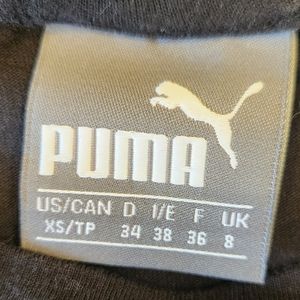 PUMA
US/CAN D I/E F UK
XS/TP 34 38 36 8